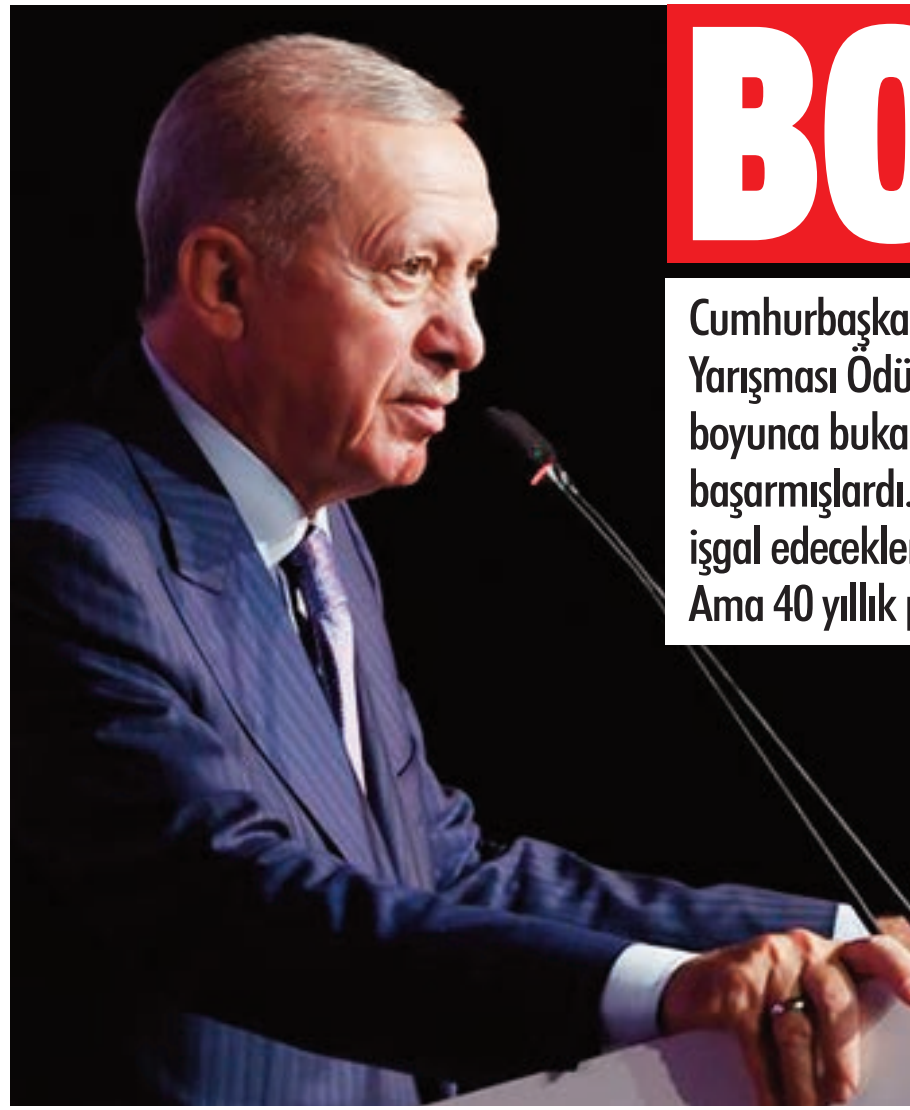 BO
Cumhurbaşka
Yarışması Ödü
boyunca buka
başarmışlardı.
işgal edecekle
Ama 40 yıllık